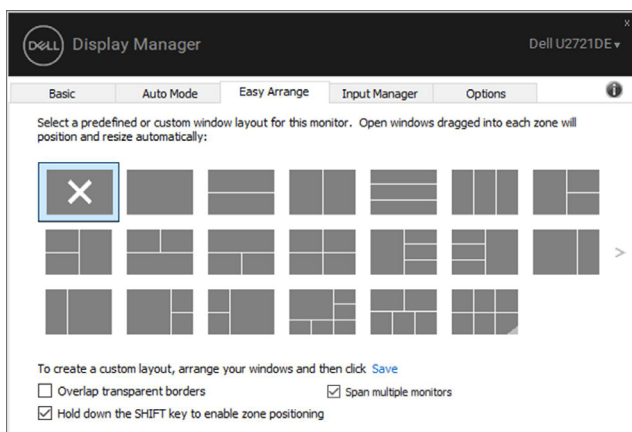 x
DELL Display Manager Dell U2721DE
Basic Auto Mode Easy Arrange Input Manager Options i
Select a predefined or custom window layout for this monitor. Open windows dragged into each zone will
position and resize automatically:
>
To create a custom layout, arrange your windows and then click Save
Overlap transparent borders Span multiple monitors
Hold down the SHIFT key to enable zone positioning